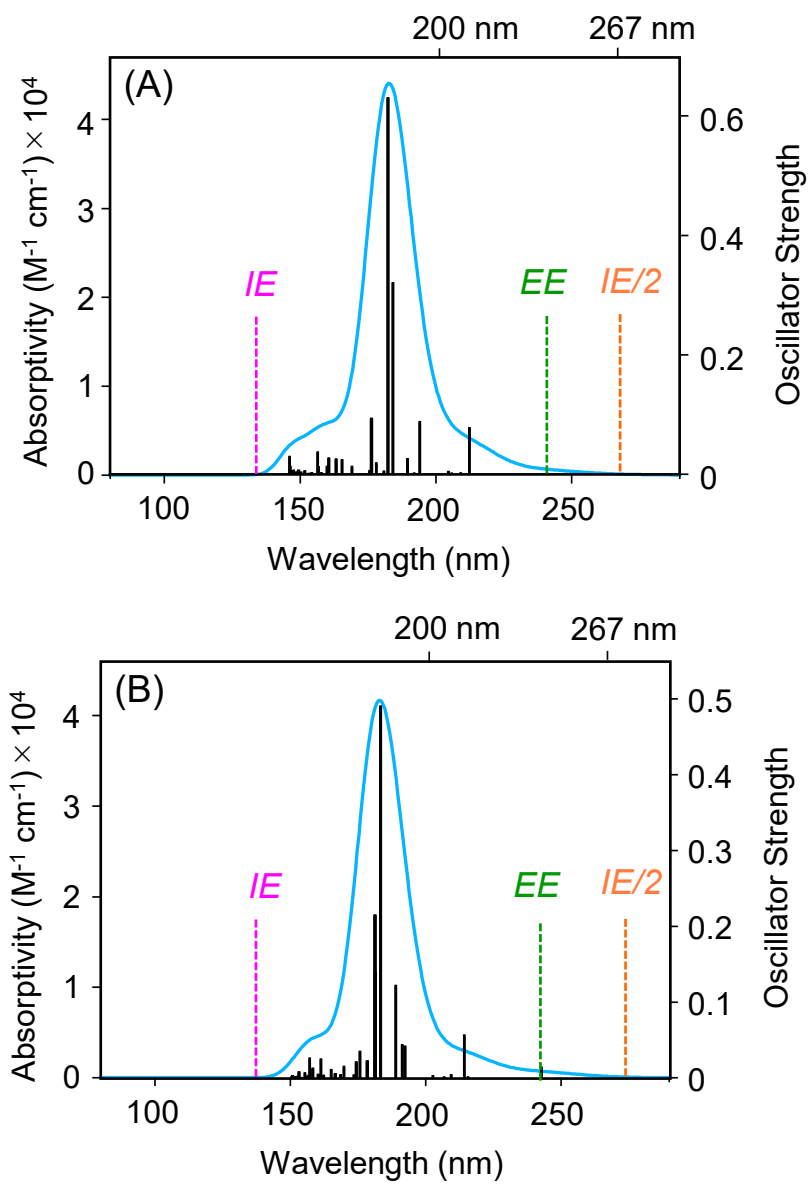 200 nm 267 nm
(A)
Absorptivity (M⁻¹ cm⁻¹) × 10⁴
4
3
2
1
0
IE
EE
IE/2
0.6
0.4
0.2
0
Oscillator Strength
100 150 200 250
Wavelength (nm)
200 nm 267 nm
(B)
Absorptivity (M⁻¹ cm⁻¹) × 10⁴
4
3
2
1
0
IE
EE
IE/2
0.5
0.4
0.3
0.2
0.1
0
Oscillator Strength
100 150 200 250
Wavelength (nm)